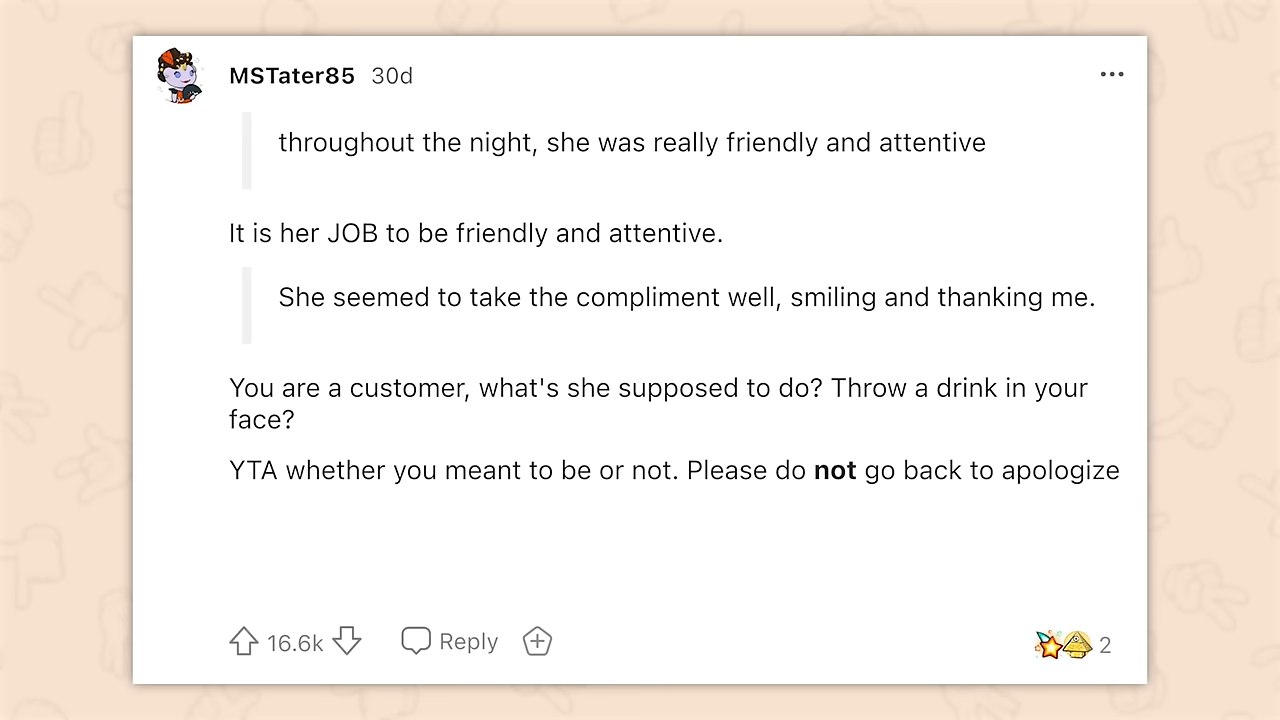 MSTater85 30d
throughout the night, she was really friendly and attentive
It is her JOB to be friendly and attentive.
She seemed to take the compliment well, smiling and thanking me.
You are a customer, what's she supposed to do? Throw a drink in your
face?
YTA whether you meant to be or not. Please do not go back to apologize
16.6k Reply 2